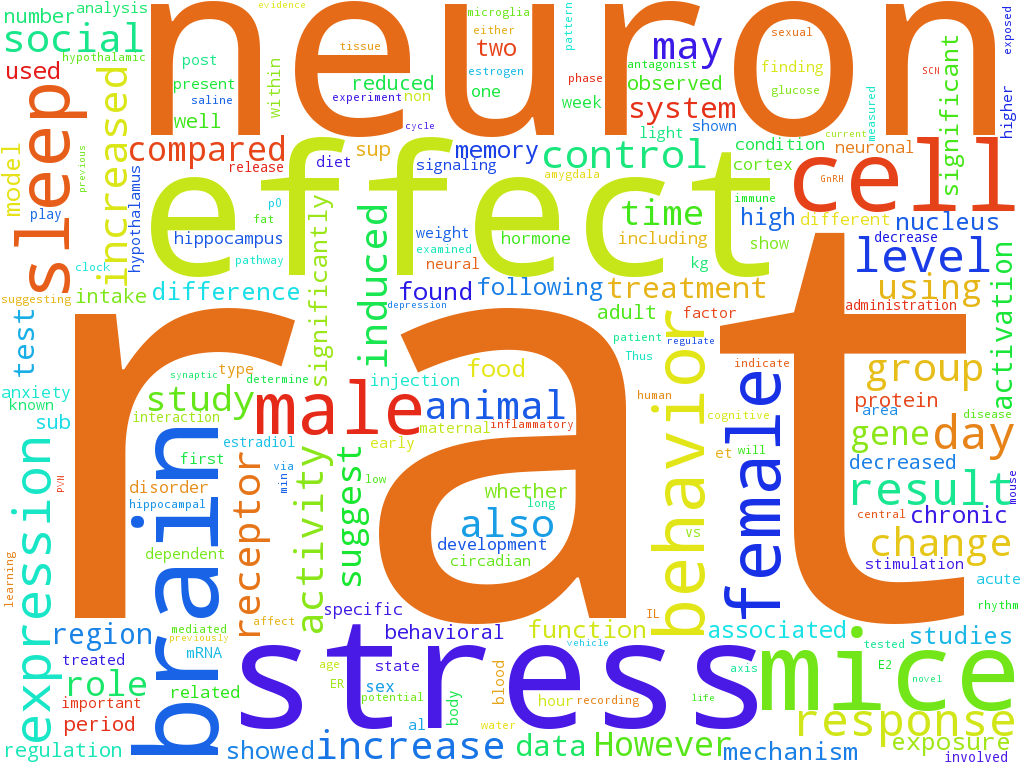 neuron
rat
effect
stress
mice
cell
brain
sleep
male
female
behavior
expression
social
number
analysis
evidence
hypothalamic
used
increased
post
present
saline
well
within
tissue
reduced
experiment
non
cycle
microglia
either
two
estrogen
one
pattern
may
antagonist
observed
phase
week
system
shown
light
sexual
finding
glucose
SCN
measured
current
significant
exposed
higher
model
previous
play
compared
release
diet
sup
signaling
memory
control
amygdala
condition
cortex
neuronal
GnRH
immune
hypothalamus
p0
fat
hippocampus
pathway
significantly
induced
weight
examined
neural
hormone
time
including
kg
high
show
different
nucleus
decrease
level
clock
suggesting
intake
difference
found
depression
following
treatment
adult
factor
using
administration
activation
test
anxiety
known
sub
synaptic
type
determine
study
interaction
injection
food
animal
maternal
inflammatory
early
patient
Thus
regulate
indicate
human
cognitive
group
protein
area
disease
gene
day
estradiol
first
via
min
receptor
activity
suggest
low
whether
long
also
development
circadian
et
will
vs
decreased
result
mouse
central
chronic
change
stimulation
acute
rhythm
PVN
disorder
hippocampal
dependent
learning
specific
IL
region
mediated
previously
affect
mRNA
behavioral
function
vehicle
associated
tested
studies
treated
role
related
important
period
regulation
age
ER
state
sex
potential
al
body
blood
water
hour
recording
axis
life
E2
novel
response
exposure
involved
showed
increase
data
However
mechanism